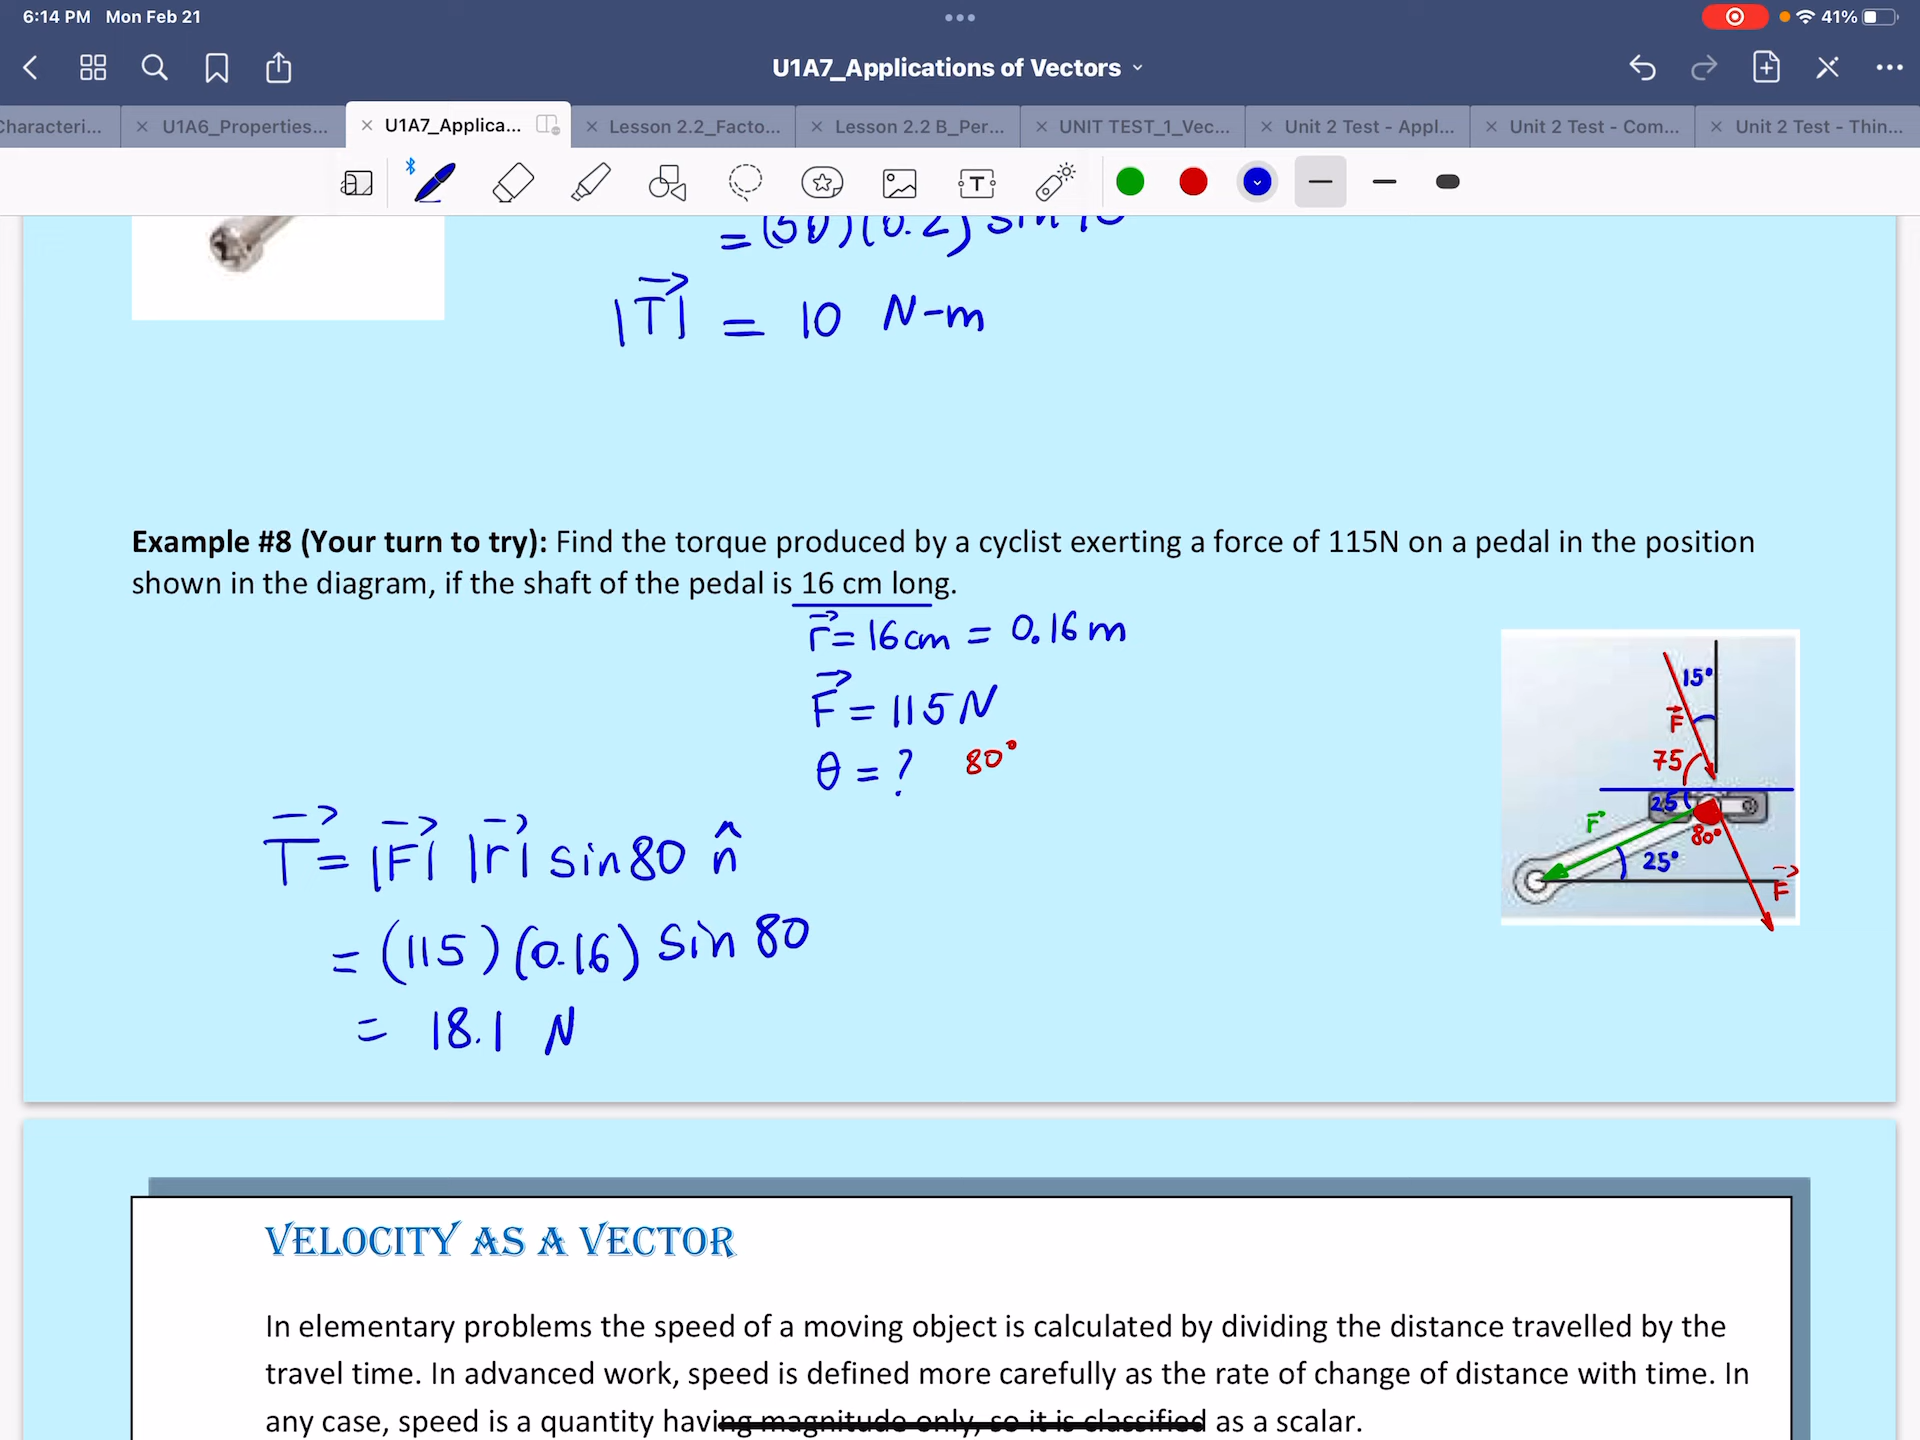 6:14 PM Mon Feb 21
41%
U1A7_Applications of Vectors
Characteri...
U1A6_Properties...
U1A7_Applica...
Lesson 2.2_Facto...
Lesson 2.2 B_Per...
UNIT TEST_1_Vec...
Unit 2 Test - Appl...
Unit 2 Test - Com...
Unit 2 Test - Thin...
= (50)(0.2) sin
|T| = 10 N-m
Example #8 (Your turn to try): Find the torque produced by a cyclist exerting a force of 115N on a pedal in the position
shown in the diagram, if the shaft of the pedal is 16 cm long.
r = 16cm = 0.16m
F = 115N
θ = ? 80°
T = |F| |r| sin80 n̂
= (115)(0.16) sin 80
= 18.1 N
15°
F
75
25
F
80°
25°
F
VELOCITY AS A VECTOR
In elementary problems the speed of a moving object is calculated by dividing the distance travelled by the
travel time. In advanced work, speed is defined more carefully as the rate of change of distance with time. In
any case, speed is a quantity having magnitude only, so it is classified as a scalar.